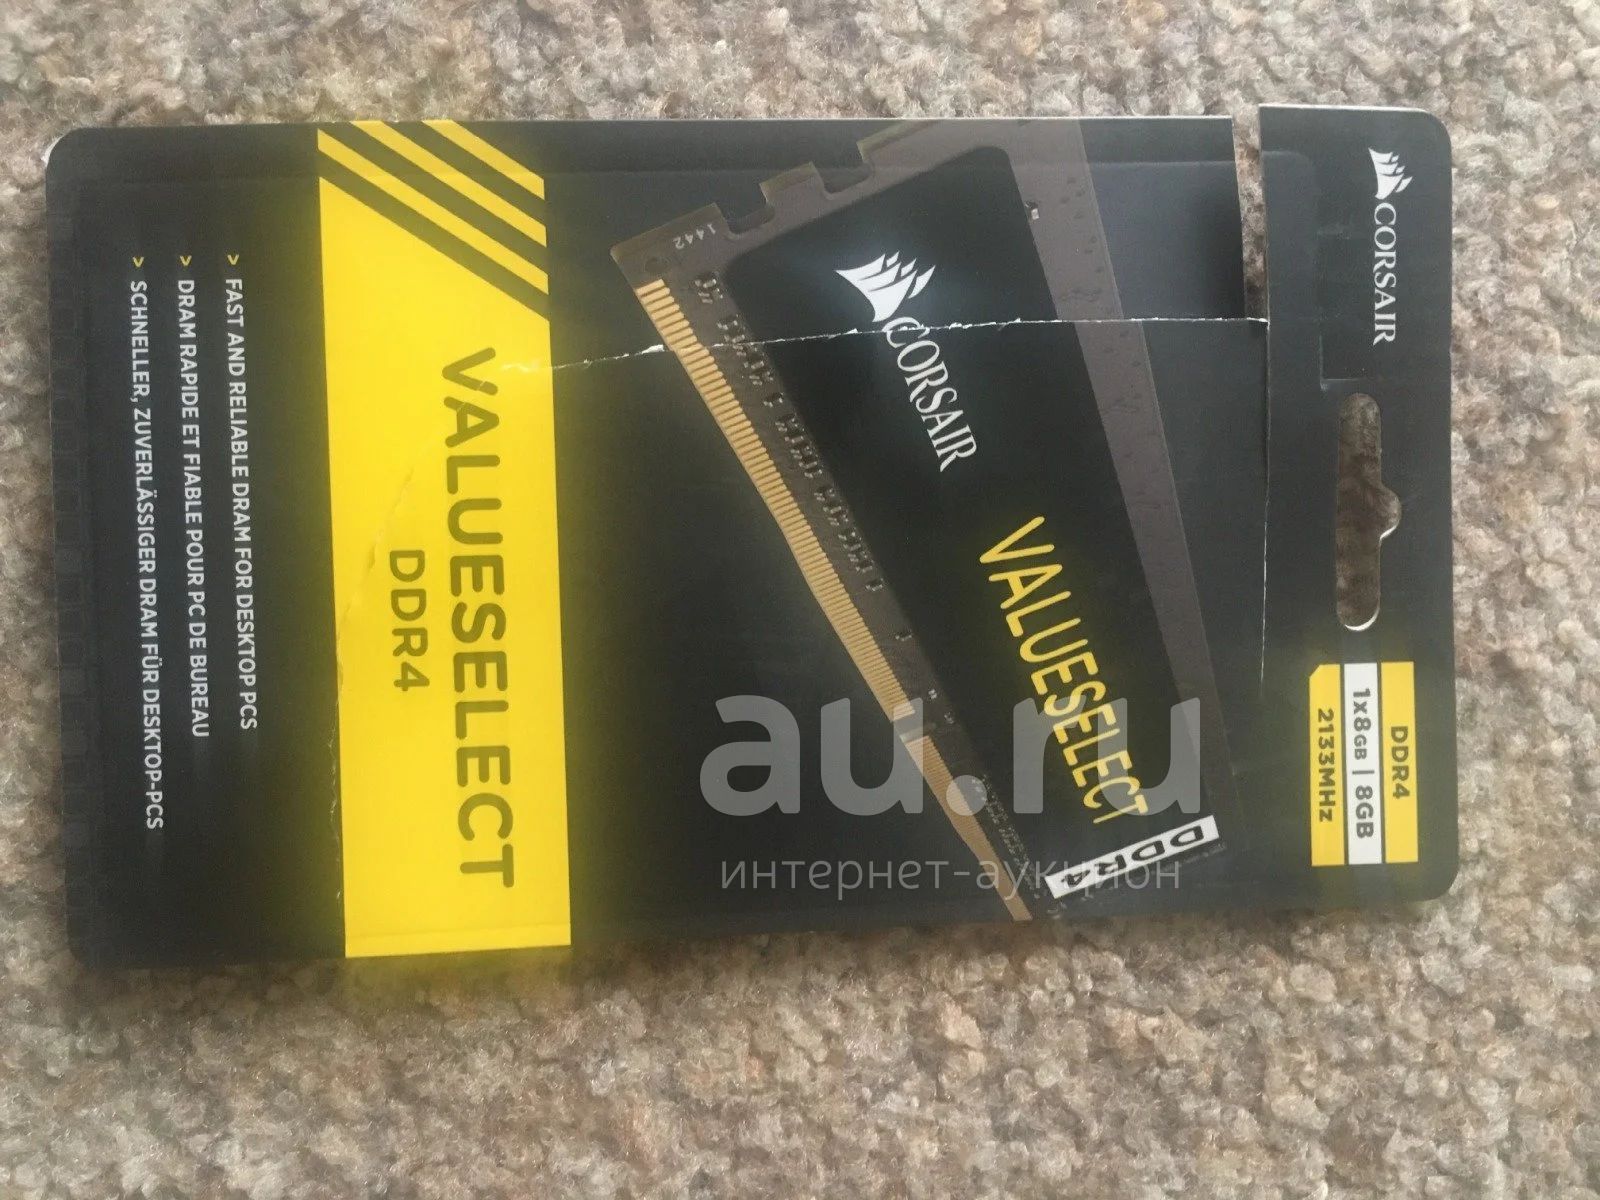 CORSAIR
DDR4
1x8GB | 8GB
2133MHz
1442
CORSAIR
VALUESELECT
DDR4
VALUESELECT
DDR4
> FAST AND RELIABLE DRAM FOR DESKTOP PCS
> DRAM RAPIDE ET FIABLE POUR PC DE BUREAU
> SCHNELLER, ZUVERLÄSSIGER DRAM FÜR DESKTOP-PCS
au.ru
интернет-аукцион